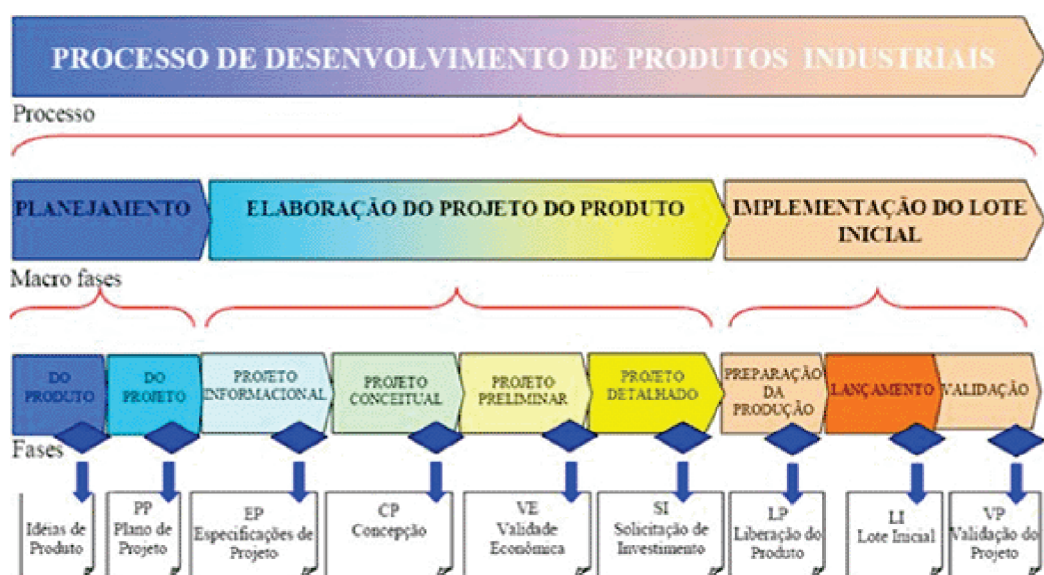 PROCESSO DE DESENVOLVIMENTO DE PRODUTOS INDUSTRIAIS
Processo
PLANEJAMENTO
ELABORAÇÃO DO PROJETO DO PRODUTO
IMPLEMENTAÇÃO DO LOTE
INICIAL
Macro fases
DO
PRODUTO
DO
PROJETO
PROJETO
INFORMACIONAL
PROJETO
CONCEITUAL
PROJETO
PRELIMINAR
PROJETO
DETALHADO
PREPARAÇÃO
DA
PRODUÇÃO
LANÇAMENTO
VALIDAÇÃO
Fases
Idéias de
Produto
PP
Plano de
Projeto
EP
Especificações de
Projeto
CP
Concepção
VE
Validade
Econômica
SI
Solicitação de
Investimento
LP
Liberação do
Produto
LI
Lote Inicial
VP
Validação do
Projeto